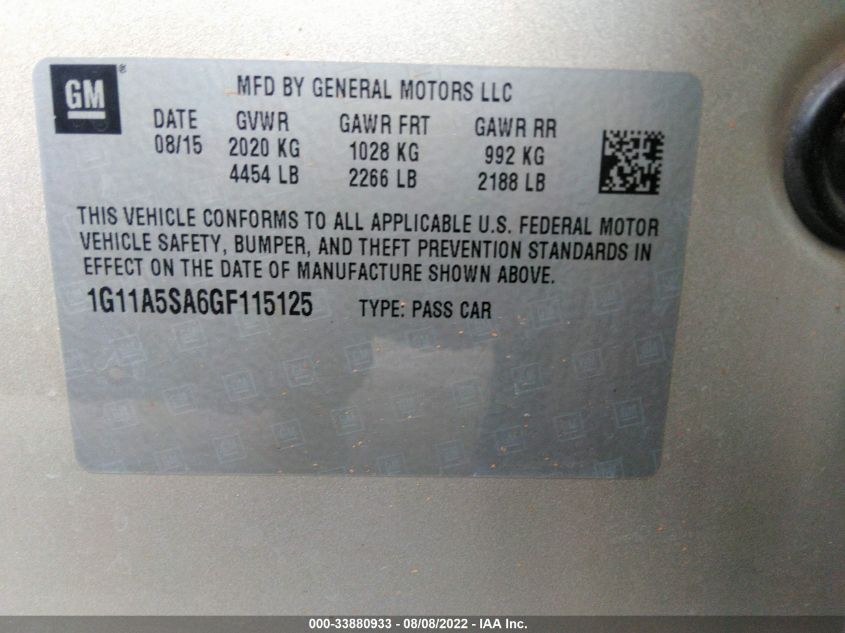 GM ®
MFD BY GENERAL MOTORS LLC
DATE GVWR GAWR FRT GAWR RR
08/15 2020 KG 1028 KG 992 KG
4454 LB 2266 LB 2188 LB
THIS VEHICLE CONFORMS TO ALL APPLICABLE U.S. FEDERAL MOTOR
VEHICLE SAFETY, BUMPER, AND THEFT PREVENTION STANDARDS IN
EFFECT ON THE DATE OF MANUFACTURE SHOWN ABOVE.
1G11A5SA6GF115125 TYPE: PASS CAR
000-33880933 - 08/08/2022 - IAA Inc.